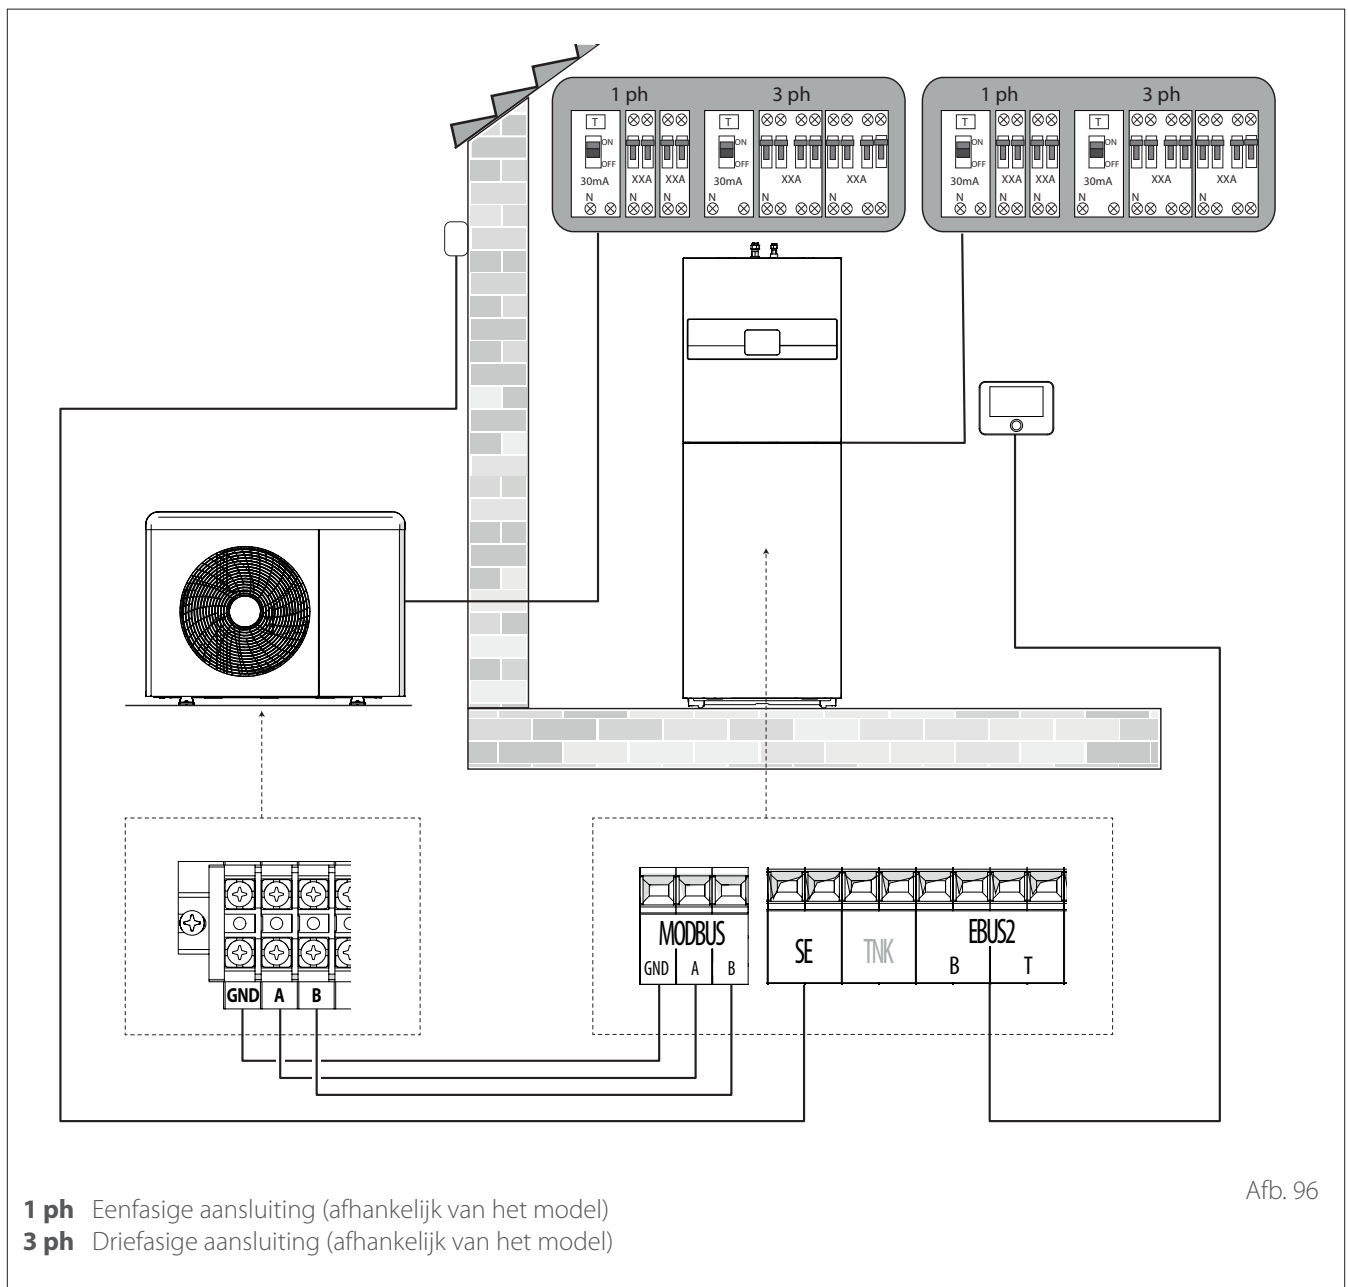 1 ph 3 ph
T ON OFF 30mA N
XXA XXA N
T ON OFF 30mA N
XXA XXA N N
1 ph 3 ph
T ON OFF 30mA N
XXA XXA N
T ON OFF 30mA N
XXA XXA N N
GND A B
MODBUS
GND A B
SE TNK EBUS2
B T
Afb. 96
1 ph Eenfasige aansluiting (afhankelijk van het model)
3 ph Driefasige aansluiting (afhankelijk van het model)